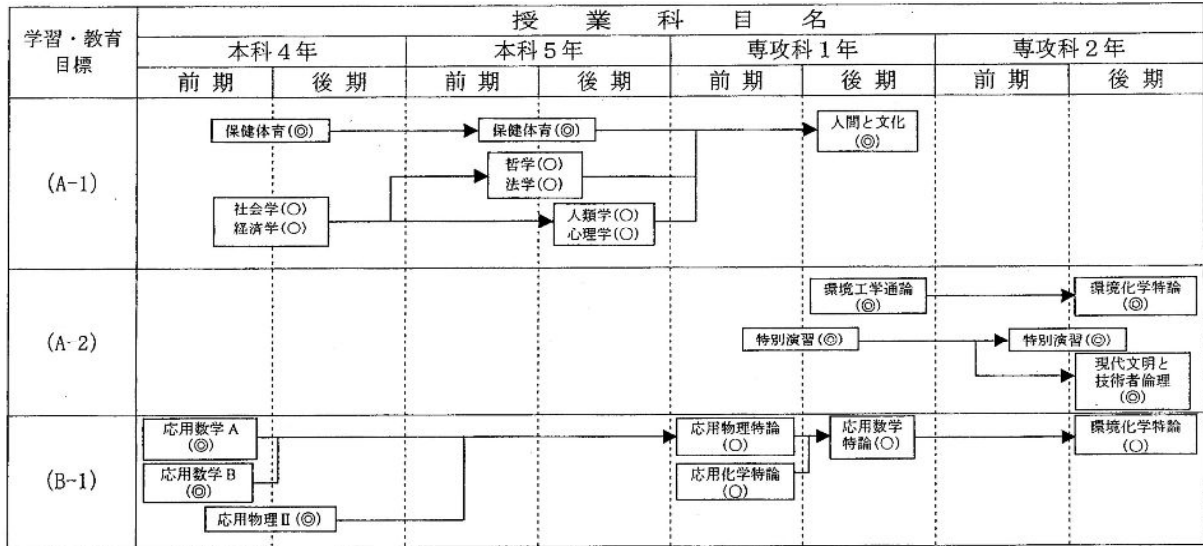 学習・教育
目標
授業科目名
本科4年
本科5年
専攻科1年
専攻科2年
前期
後期
前期
後期
前期
後期
前期
後期
(A-1)
保健体育(◎)
保健体育(◎)
人間と文化
(◎)
哲学(○)
法学(○)
社会学(○)
経済学(○)
人類学(○)
心理学(○)
(A-2)
環境工学通論
(◎)
環境化学特論
(◎)
特別演習(◎)
特別演習(◎)
現代文明と
技術者倫理
(◎)
(B-1)
応用数学A
(◎)
応用物理特論
(○)
応用数学
特論(○)
環境化学特論
(○)
応用数学B
(◎)
応用化学特論
(○)
応用物理Ⅱ(◎)